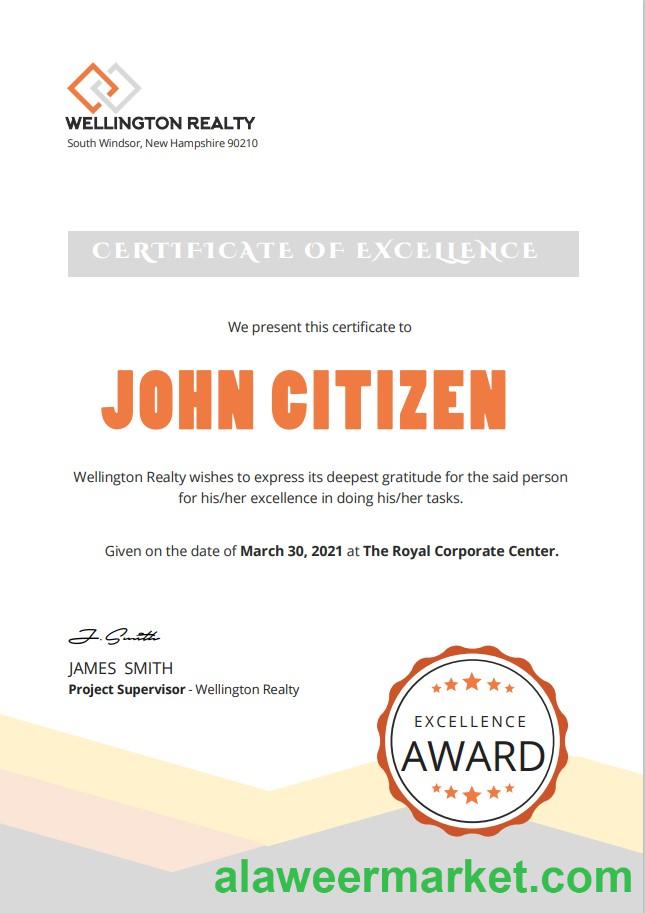 WELLINGTON REALTY
South Windsor, New Hampshire 90210
CERTIFICATE OF EXCELLENCE
We present this certificate to
JOHN CITIZEN
Wellington Realty wishes to express its deepest gratitude for the said person
for his/her excellence in doing his/her tasks.
Given on the date of March 30, 2021 at The Royal Corporate Center.
J. Smith
JAMES SMITH
Project Supervisor - Wellington Realty
EXCELLENCE
AWARD
alaweermarket.com